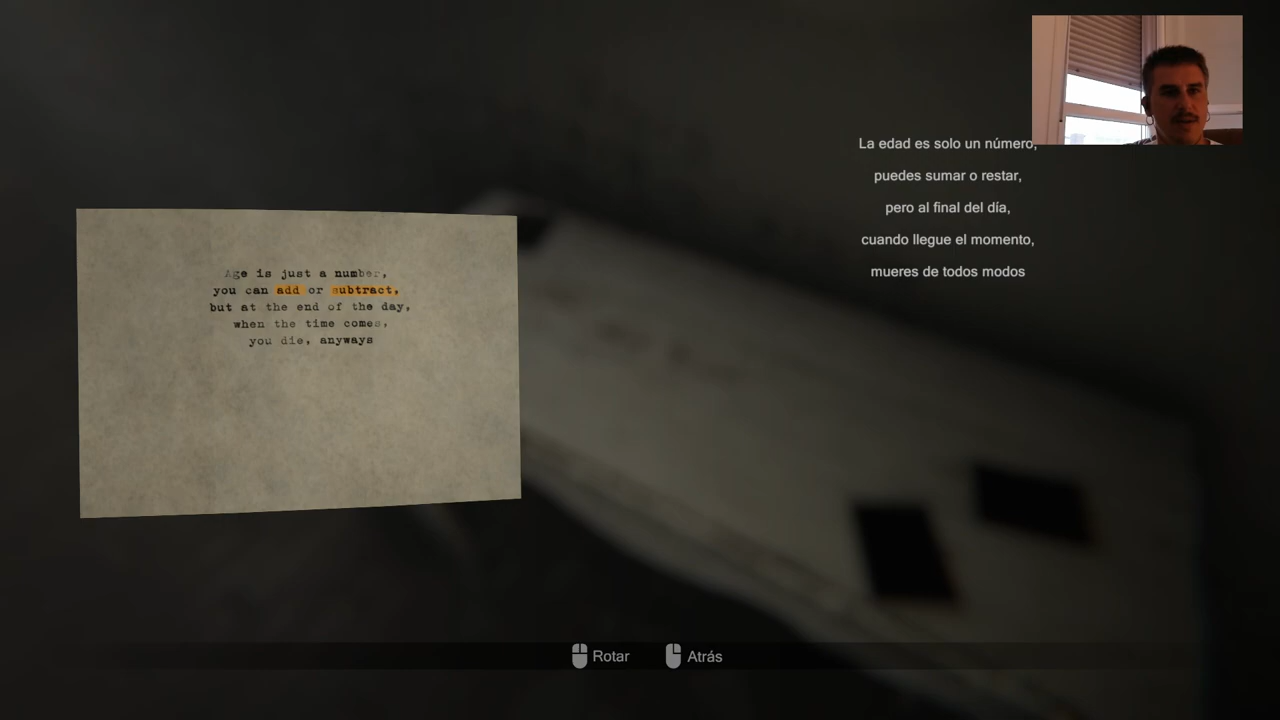 Age is just a number,
you can add or subtract,
but at the end of the day,
when the time comes,
you die, anyways
La edad es solo un número,
puedes sumar o restar,
pero al final del día,
cuando llegue el momento,
mueres de todos modos
Rotar
Atrás